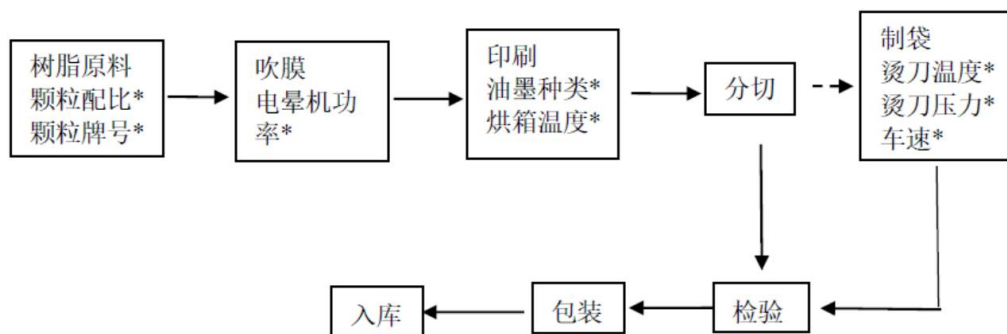 树脂原料
颗粒配比*
颗粒牌号*
吹膜
电晕机功
率*
印刷
油墨种类*
烘箱温度*
分切
制袋
烫刀温度*
烫刀压力*
车速*
入库
包装
检验